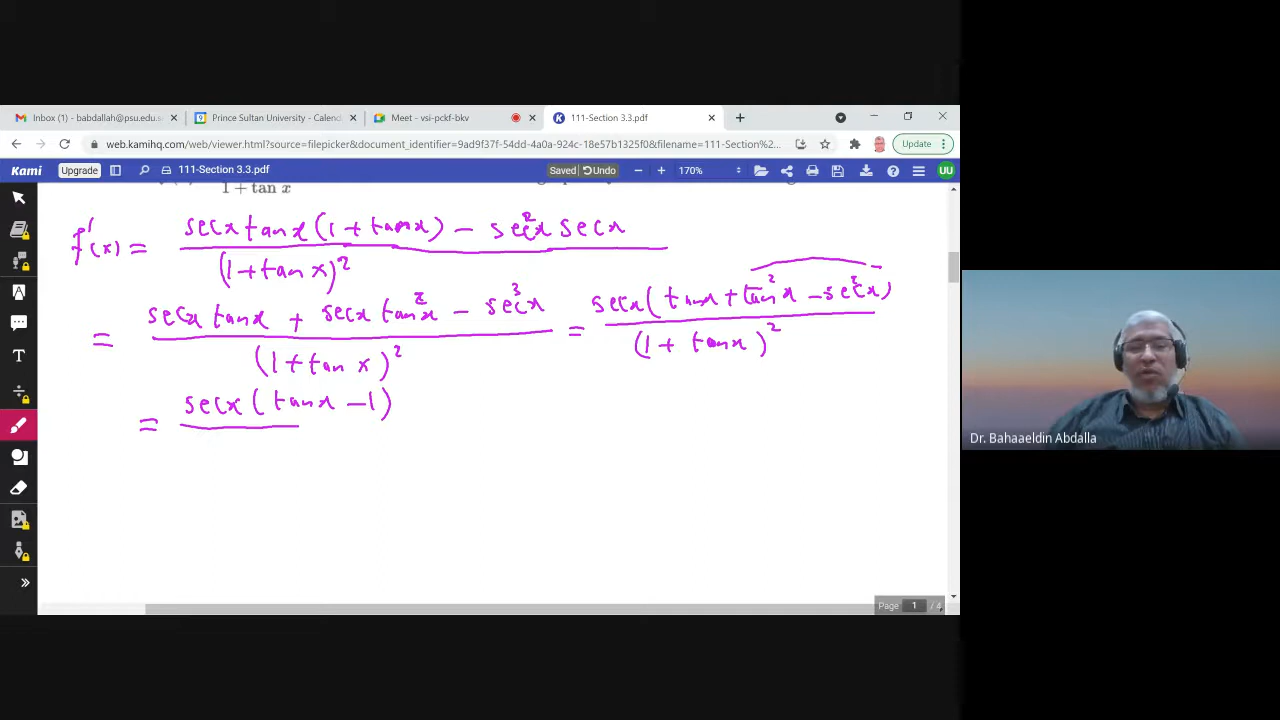 Inbox (1) - babdallah@psu.edu.s
Prince Sultan University - Calend
Meet – vsi-pckf-bkv
111-Section 3.3.pdf
web.kamihq.com/web/viewer.html?source=filepicker&document_identifier=9ad9f37f-54dd-4a0a-924c-18e57b1325f0&filename=111-Section%2...
Update
Kami
Upgrade
111-Section 3.3.pdf
Saved
Undo
170%
UU
1 + tan x
f'(x) = secx tanx (1 + tanx) - sec²x secx
(1 + tan x)²
= secx tanx + secx tan²x - sec³x = secx (tanx + tan²x - sec²x)
(1 + tan x)² (1 + tanx)²
= secx (tanx - 1)
Dr. Bahaaeldin Abdalla
Page 1 / 4